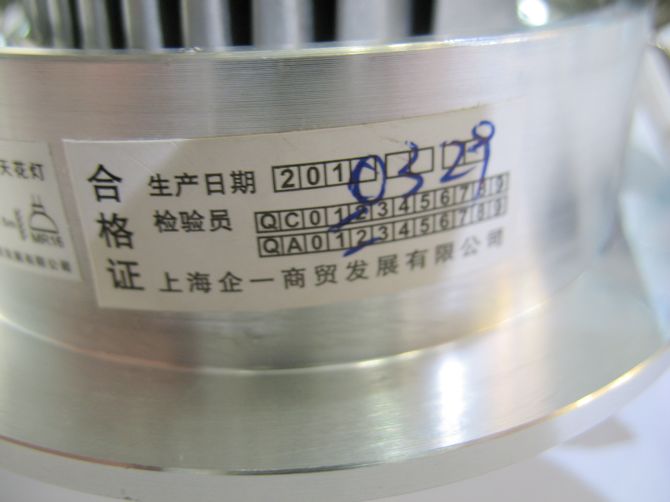 天花灯
MR16
合格证
生产日期 201 0329
检验员 QC0123456789
QA0123456789
上海企一商贸发展有限公司